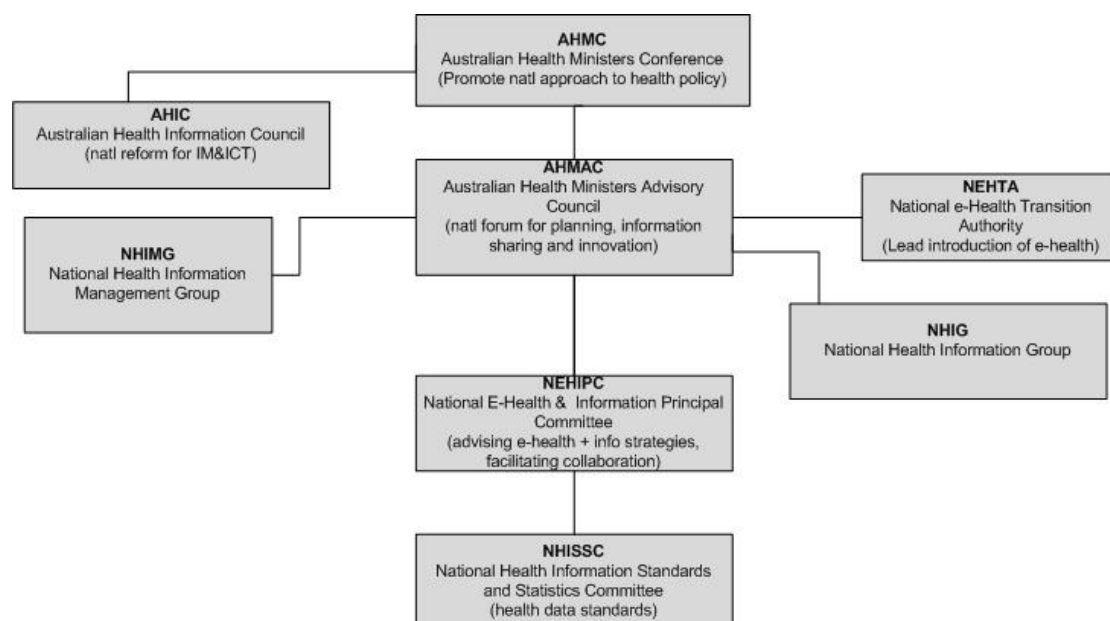 AHMC
Australian Health Ministers Conference
(Promote natl approach to health policy)
AHIC
Australian Health Information Council
(natl reform for IM&ICT)
AHMAC
Australian Health Ministers Advisory
Council
(natl forum for planning, information
sharing and innovation)
NEHTA
National e-Health Transition
Authority
(Lead introduction of e-health)
NHIMG
National Health Information
Management Group
NHIG
National Health Information Group
NEHIPC
National E-Health & Information Principal
Committee
(advising e-health + info strategies,
facilitating collaboration)
NHISSC
National Health Information Standards
and Statistics Committee
(health data standards)